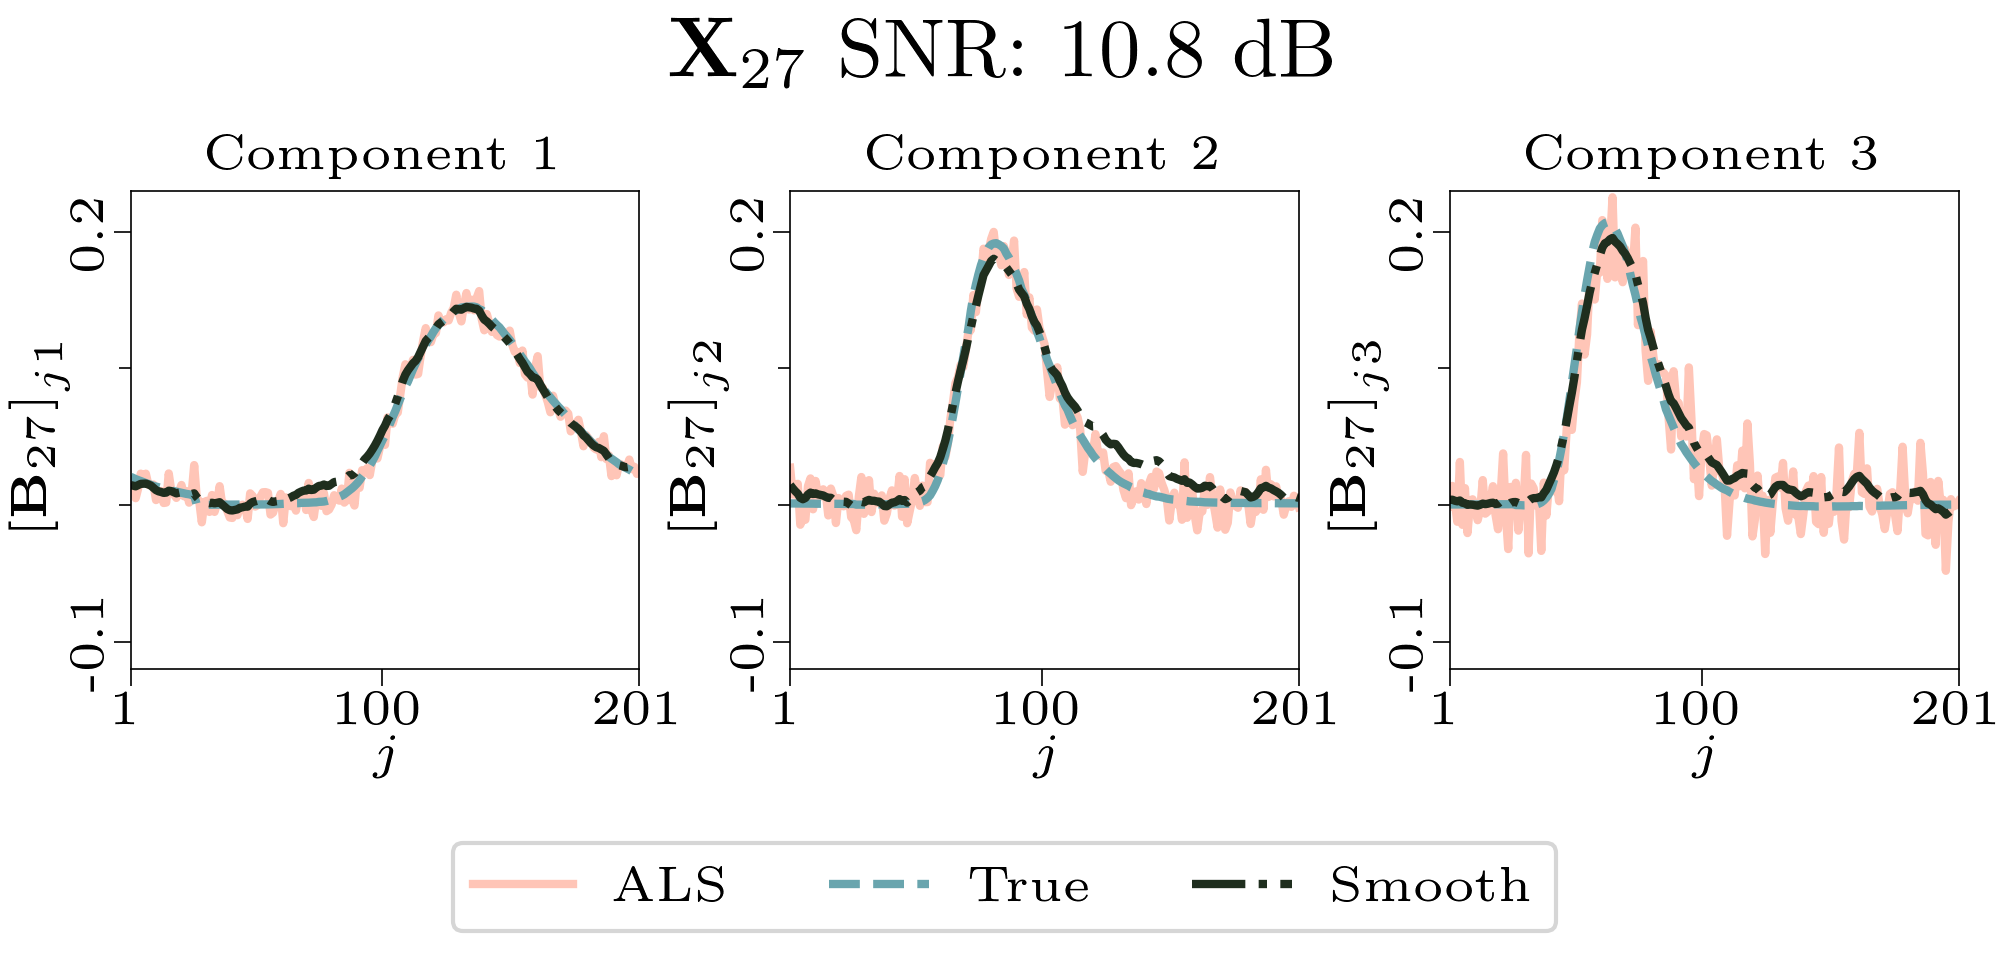 X₂₇ SNR: 10.8 dB
Component 1
Component 2
Component 3
0.2
-0.1
[B₂₇]ⱼ₁
1
100
201
j
0.2
-0.1
[B₂₇]ⱼ₂
1
100
201
j
0.2
-0.1
[B₂₇]ⱼ₃
1
100
201
j
ALS
True
Smooth